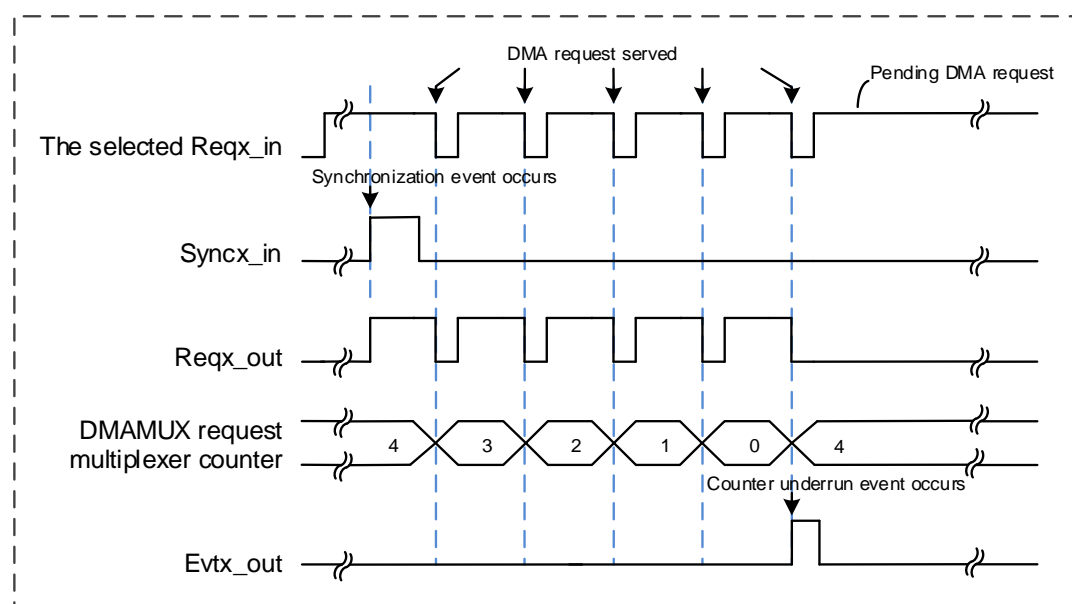 DMA request served
Pending DMA request
The selected Reqx_in
Synchronization event occurs
Syncx_in
Reqx_out
DMAMUX request
multiplexer counter
4 3 2 1 0 4
Counter underrun event occurs
Evtx_out